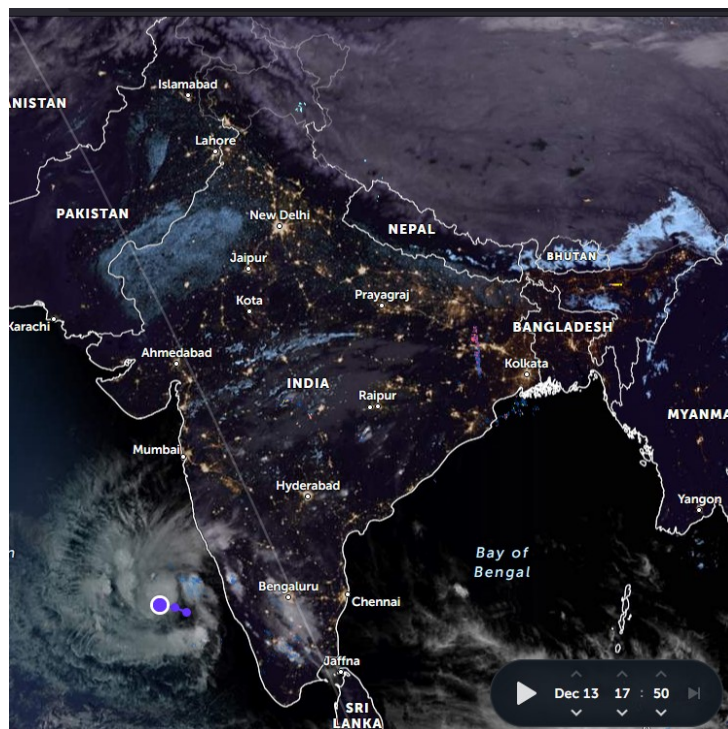 Islamabad
ANISTAN
Lahore
PAKISTAN
New Delhi
NEPAL
BHUTAN
Jaipur
Kota
Prayagraj
Karachi
BANGLADESH
Ahmedabad
Kolkata
INDIA
Raipur
MYANMA
Mumbai
Hyderabad
Yangon
n
Bay of
Bengal
Bengaluru
Chennai
Jaffna
SRI
LANKA
Dec 13 17 : 50